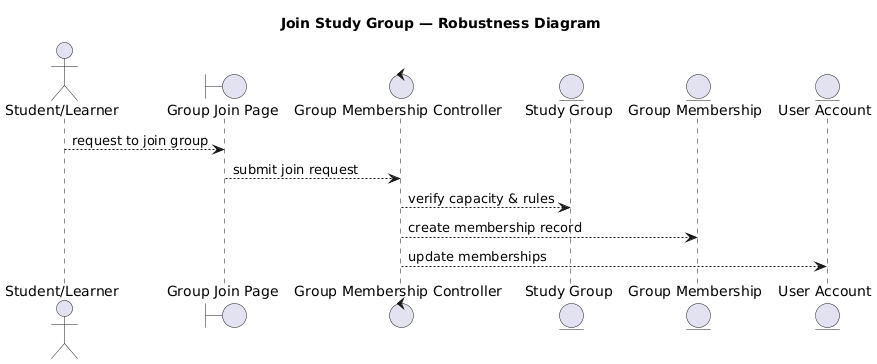 Join Study Group — Robustness Diagram
Student/Learner Group Join Page Group Membership Controller Study Group Group Membership User Account
request to join group
submit join request
verify capacity & rules
create membership record
update memberships
Student/Learner Group Join Page Group Membership Controller Study Group Group Membership User Account